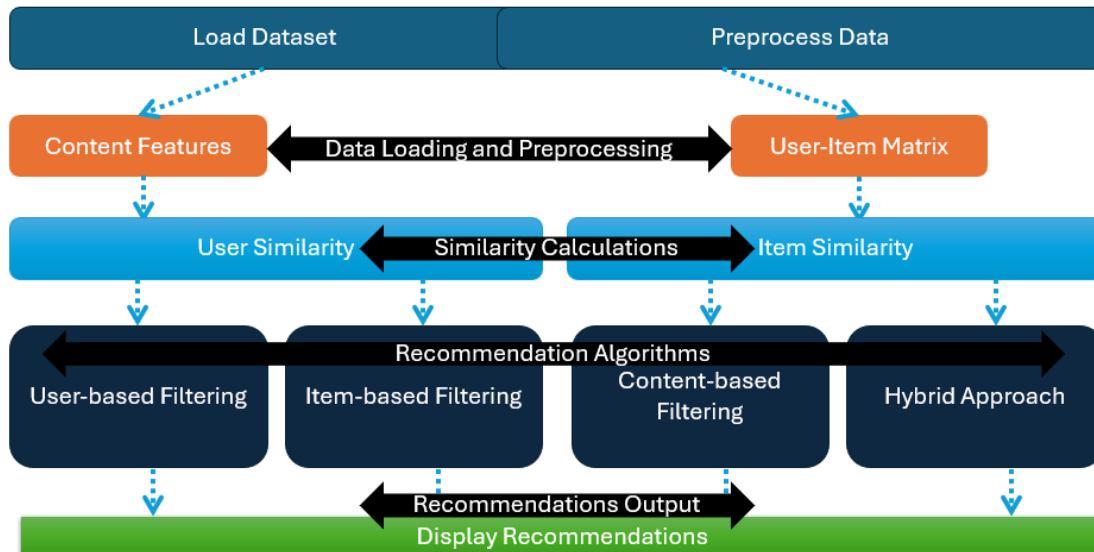 Load Dataset
Preprocess Data
Content Features
Data Loading and Preprocessing
User-Item Matrix
User Similarity
Similarity Calculations
Item Similarity
Recommendation Algorithms
User-based Filtering
Item-based Filtering
Content-based
Filtering
Hybrid Approach
Recommendations Output
Display Recommendations